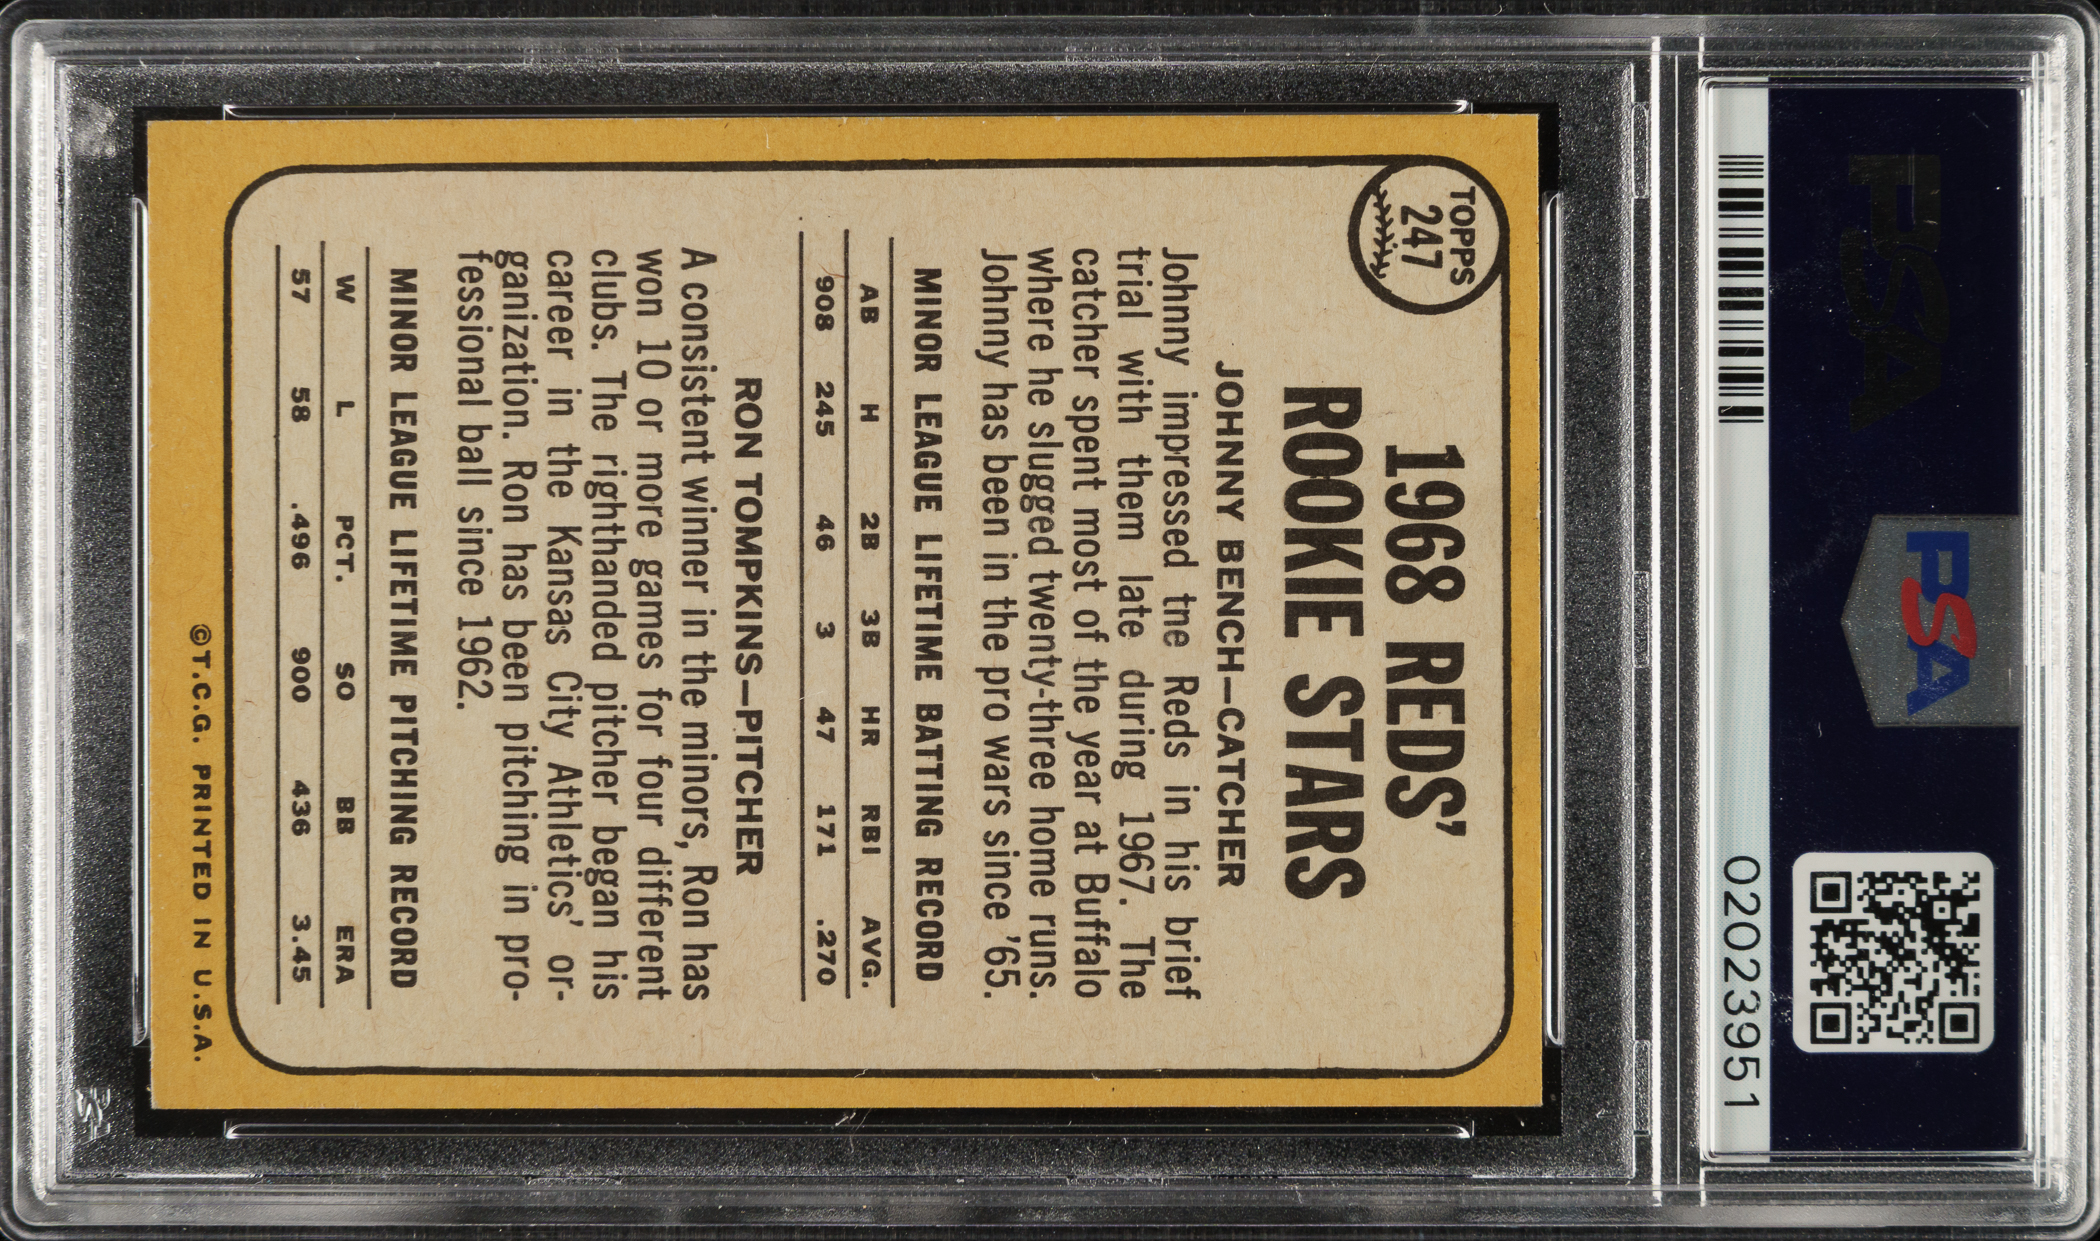 PSA
PSA
02023951
TOPPS
247
1968 REDS'
ROOKIE STARS
JOHNNY BENCH—CATCHER
Johnny impressed tne Reds in his brief
trial with them late during 1967. The
catcher spent most of the year at Buffalo
where he slugged twenty-three home runs.
Johnny has been in the pro wars since '65.
MINOR LEAGUE LIFETIME BATTING RECORD
AB H 2B 3B HR RBI AVG.
908 245 46 3 47 171 .270
RON TOMPKINS—PITCHER
A consistent winner in the minors, Ron has
won 10 or more games for four different
clubs. The righthanded pitcher began his
career in the Kansas City Athletics' or-
ganization. Ron has been pitching in pro-
fessional ball since 1962.
MINOR LEAGUE LIFETIME PITCHING RECORD
W L PCT. SO BB ERA
57 58 .496 900 436 3.45
©T.C.G. PRINTED IN U.S.A.